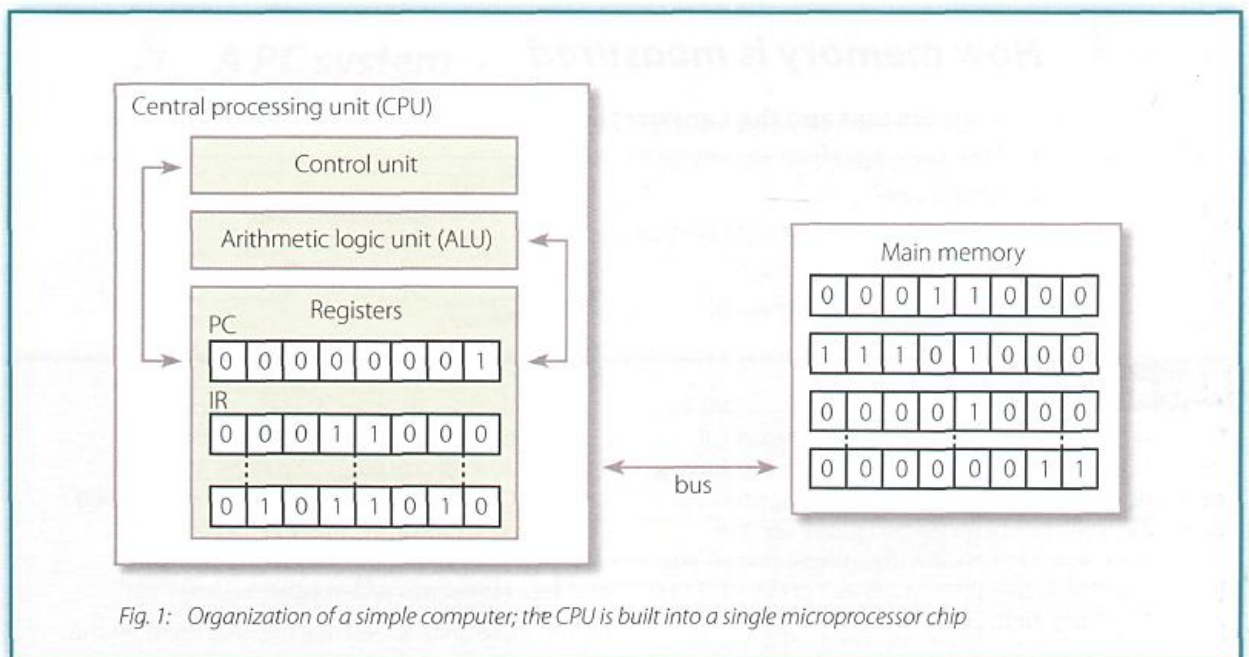 How memory is measured
A PC system
Central processing unit (CPU)
Control unit
Arithmetic logic unit (ALU)
Registers
PC
0 0 0 0 0 0 0 1
IR
0 0 0 1 1 0 0 0
0 1 0 1 1 0 1 0
bus
Main memory
0 0 0 1 1 0 0 0
1 1 1 0 1 0 0 0
0 0 0 0 1 0 0 0
0 0 0 0 0 0 1 1
Fig. 1: Organization of a simple computer; the CPU is built into a single microprocessor chip